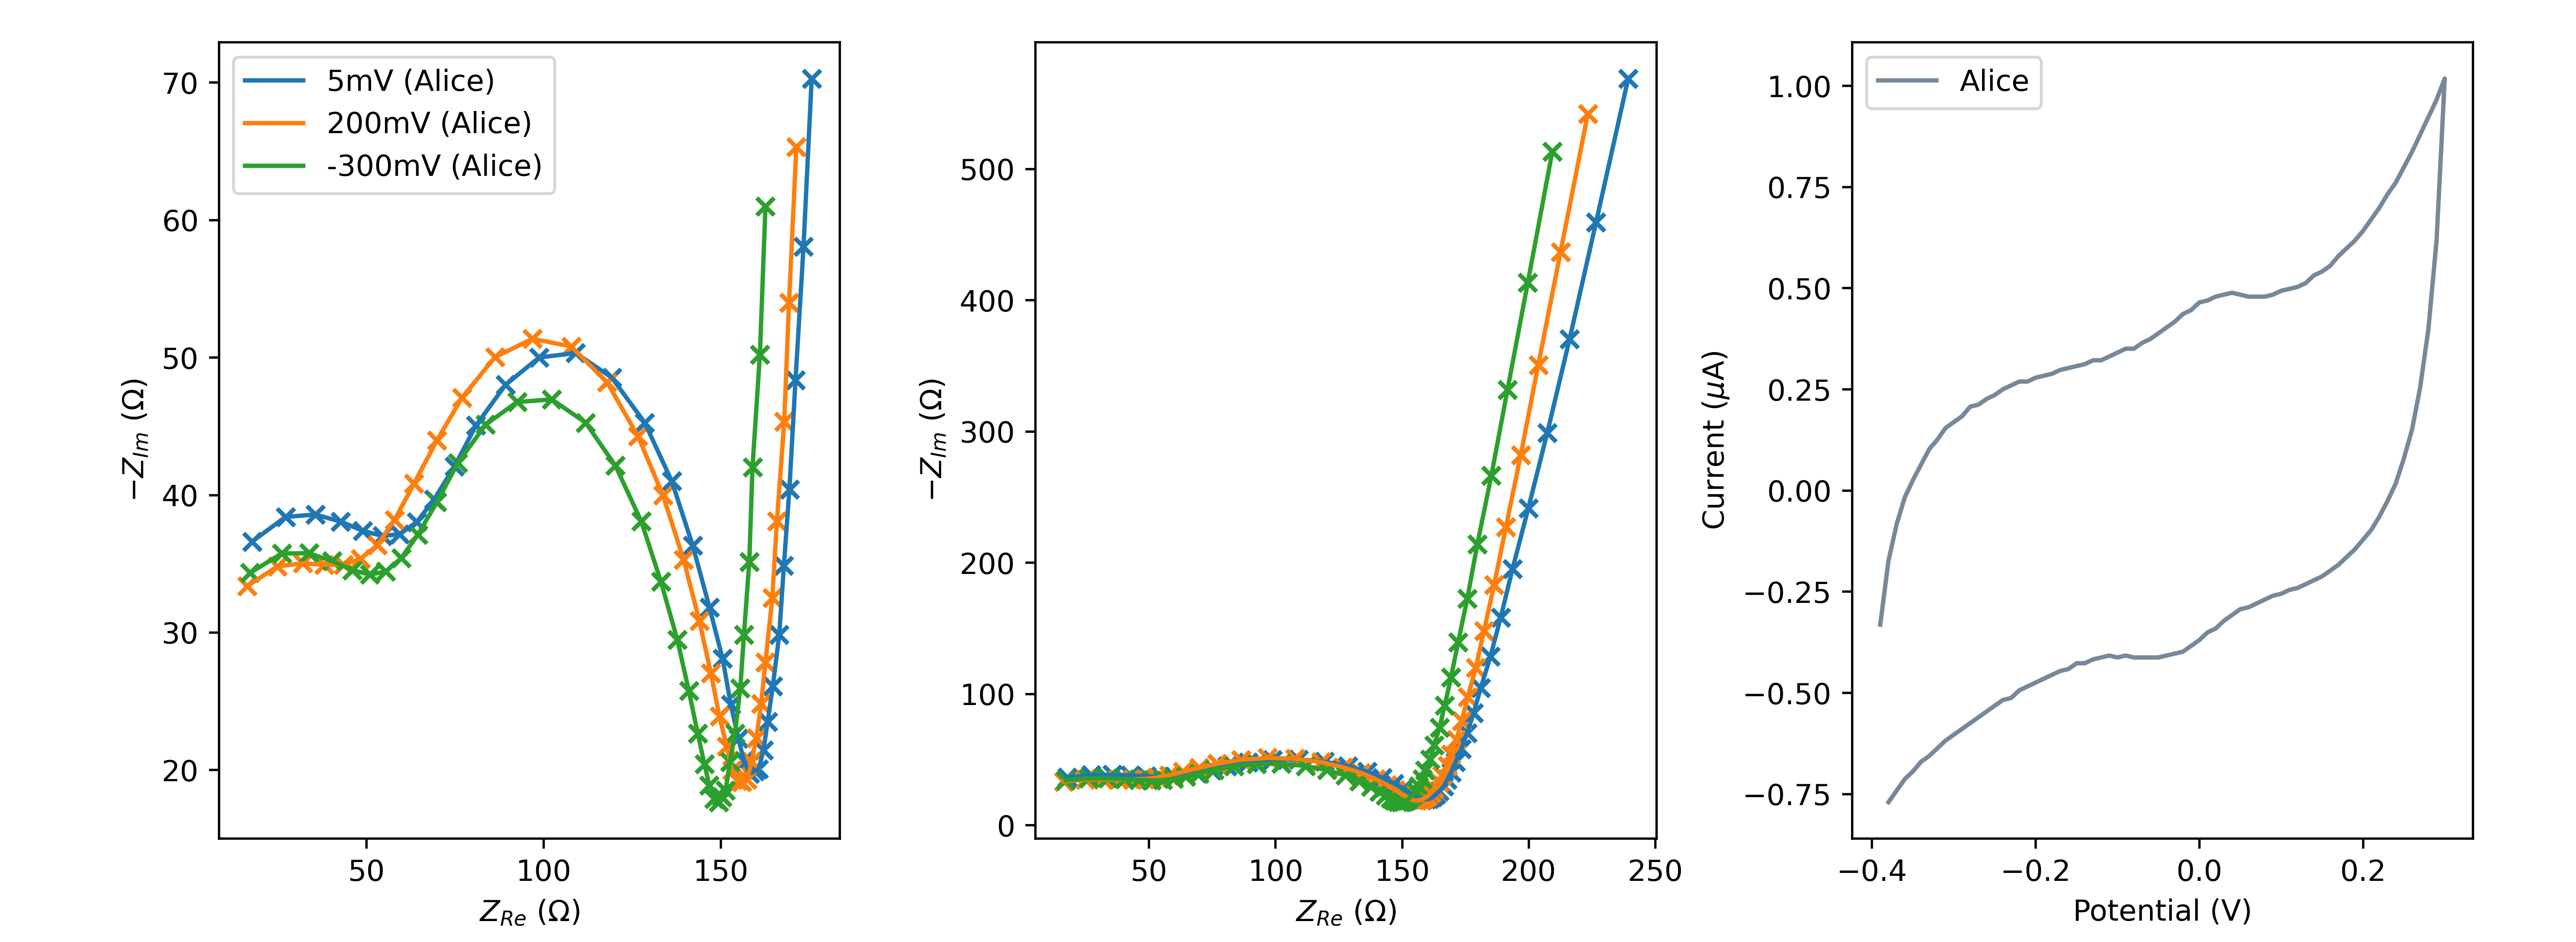 70
60
50
40
30
20
−Z_Im (Ω)
5mV (Alice)
200mV (Alice)
-300mV (Alice)
50 100 150
Z_Re (Ω)
500
400
300
200
100
0
−Z_Im (Ω)
50 100 150 200 250
Z_Re (Ω)
1.00
0.75
0.50
0.25
0.00
−0.25
−0.50
−0.75
Current (μA)
Alice
−0.4 −0.2 0.0 0.2
Potential (V)